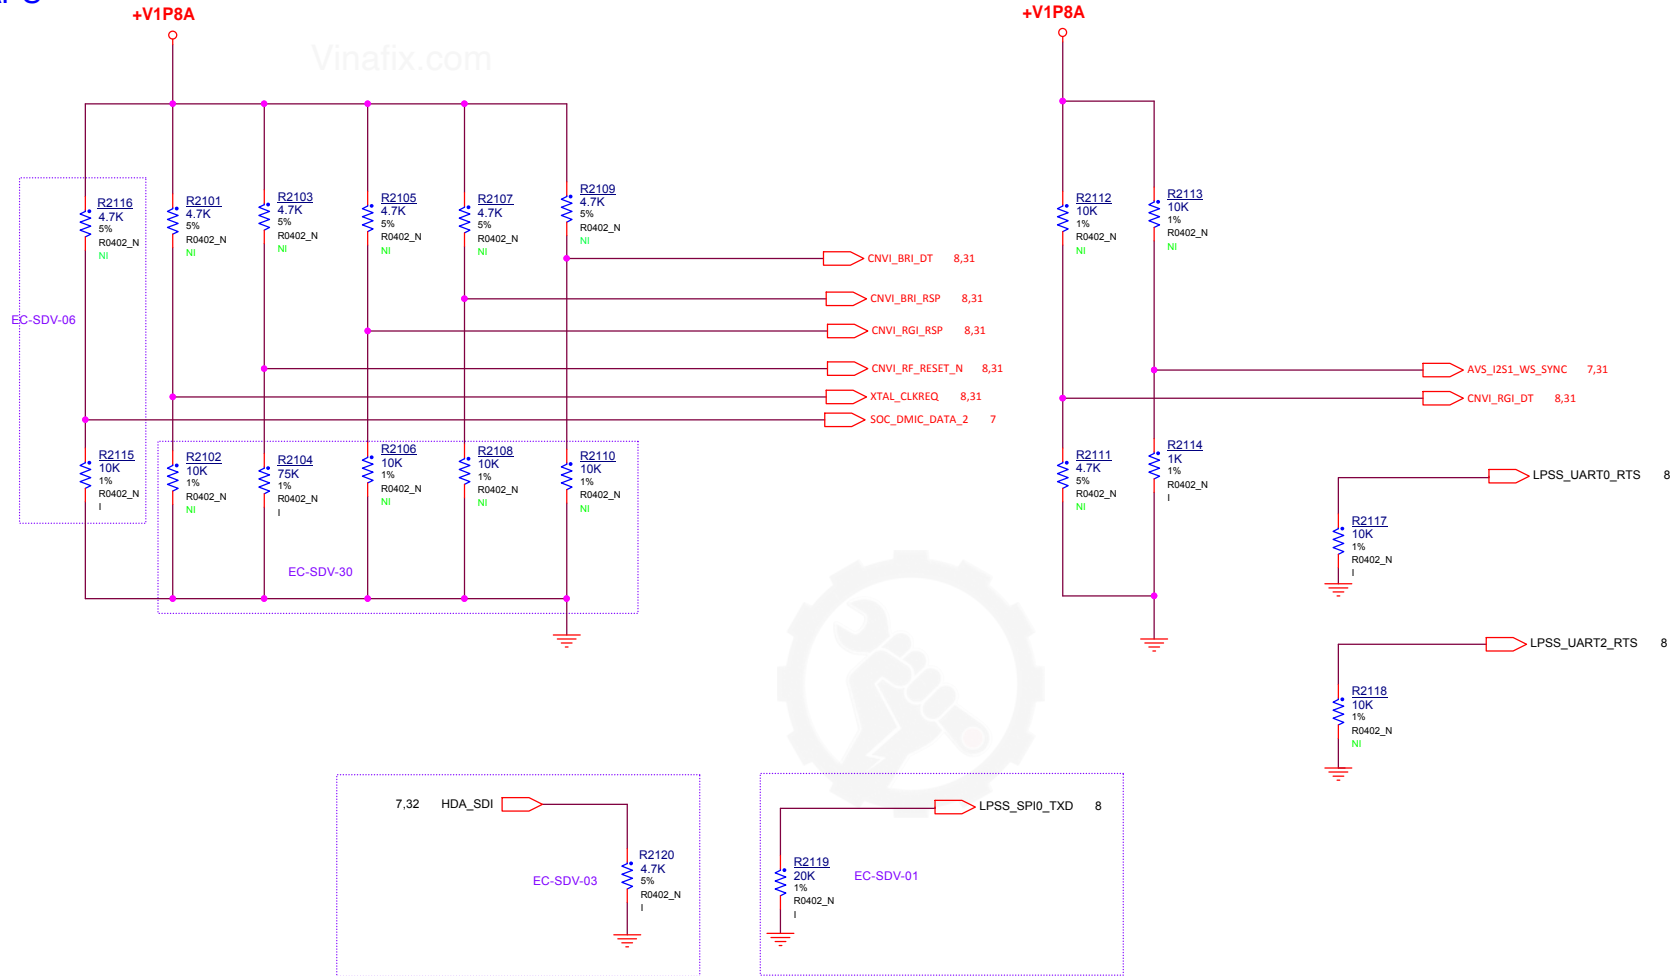 +V1P8A
+V1P8A
Vinafix.com
R2116
4.7K
5%
R0402_N
NI
R2101
4.7K
5%
R0402_N
NI
R2103
4.7K
5%
R0402_N
NI
R2105
4.7K
5%
R0402_N
NI
R2107
4.7K
5%
R0402_N
NI
R2109
4.7K
5%
R0402_N
NI
R2112
10K
1%
R0402_N
NI
R2113
10K
1%
R0402_N
NI
CNVI_BRI_DT 8,31
CNVI_BRI_RSP 8,31
EC-SDV-06
CNVI_RGI_RSP 8,31
CNVI_RF_RESET_N 8,31
XTAL_CLKREQ 8,31
SOC_DMIC_DATA_2 7
AVS_I2S1_WS_SYNC 7,31
CNVI_RGI_DT 8,31
R2115
10K
1%
R0402_N
I
R2102
10K
1%
R0402_N
NI
R2104
75K
1%
R0402_N
I
R2106
10K
1%
R0402_N
NI
R2108
10K
1%
R0402_N
NI
R2110
10K
1%
R0402_N
NI
R2111
4.7K
5%
R0402_N
NI
R2114
1K
1%
R0402_N
I
LPSS_UART0_RTS 8
R2117
10K
1%
R0402_N
I
EC-SDV-30
LPSS_UART2_RTS 8
R2118
10K
1%
R0402_N
NI
7,32 HDA_SDI
LPSS_SPI0_TXD 8
R2120
4.7K
5%
R0402_N
I
EC-SDV-03
R2119
20K
1%
R0402_N
I
EC-SDV-01